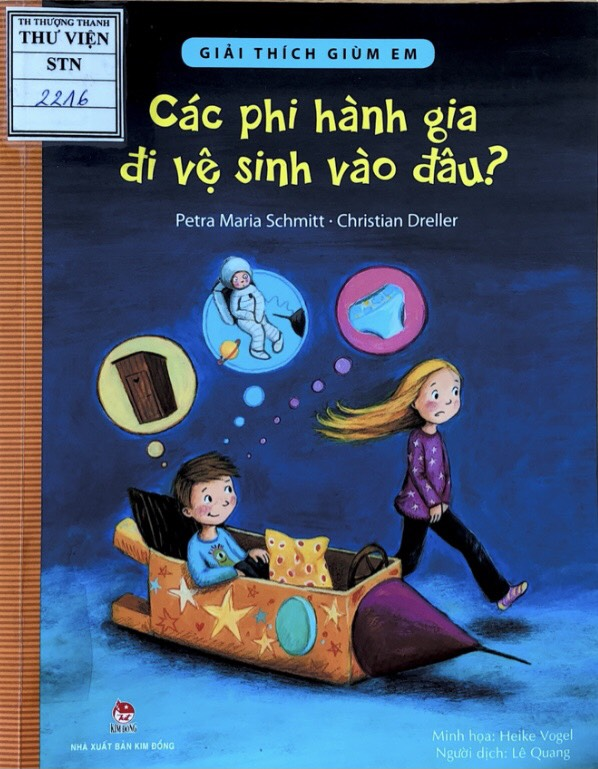 TH THƯỢNG THANH
THƯ VIỆN
STN
2216
GIẢI THÍCH GIÙM EM
Các phi hành gia
đi vệ sinh vào đâu?
Petra Maria Schmitt · Christian Dreller
KIM ĐỒNG
NHÀ XUẤT BẢN KIM ĐỒNG
Minh họa: Heike Vogel
Người dịch: Lê Quang